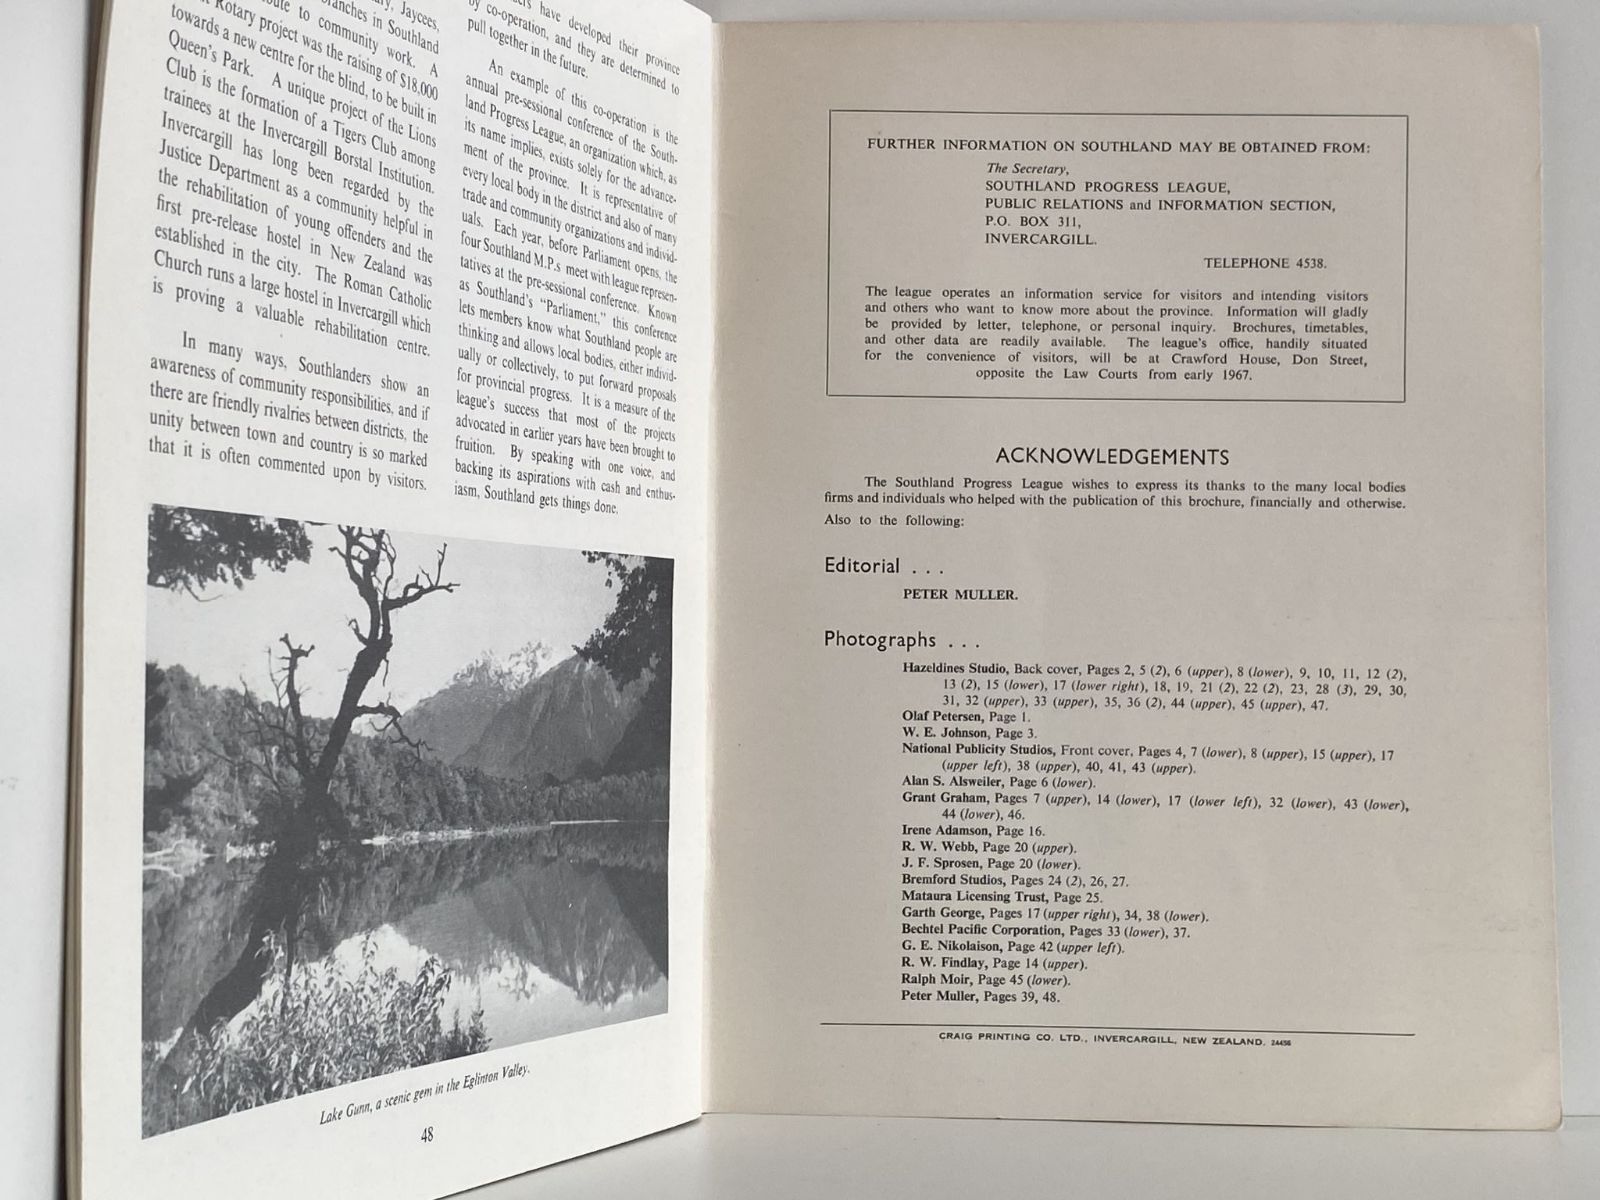 Jaycees,
branches in Southland
to community work. A
Rotary project was the raising of $18,000
towards a new centre for the blind, to be built in
Queen's Park. A unique project of the Lions
Club is the formation of a Tigers Club among
trainees at the Invercargill Borstal Institution.
Invercargill has long been regarded by the
Justice Department as a community helpful in
the rehabilitation of young offenders and the
first pre-release hostel in New Zealand was
established in the city. The Roman Catholic
Church runs a large hostel in Invercargill which
is proving a valuable rehabilitation centre.
In many ways, Southlanders show an
awareness of community responsibilities, and if
there are friendly rivalries between districts, the
unity between town and country is so marked
that it is often commented upon by visitors.
have developed their province
by co-operation, and they are determined to
pull together in the future.
An example of this co-operation is the
annual pre-sessional conference of the South-
land Progress League, an organization which, as
its name implies, exists solely for the advance-
ment of the province. It is representative of
every local body in the district and also of many
trade and community organizations and individ-
uals. Each year, before Parliament opens, the
four Southland M.P.s meet with league represen-
tatives at the pre-sessional conference. Known
as Southland's "Parliament," this conference
lets members know what Southland people are
thinking and allows local bodies, either individ-
ually or collectively, to put forward proposals
for provincial progress. It is a measure of the
league's success that most of the projects
advocated in earlier years have been brought to
fruition. By speaking with one voice, and
backing its aspirations with cash and enthus-
iasm, Southland gets things done.
Lake Gunn, a scenic gem in the Eglinton Valley.
48
FURTHER INFORMATION ON SOUTHLAND MAY BE OBTAINED FROM:
The Secretary,
SOUTHLAND PROGRESS LEAGUE,
PUBLIC RELATIONS and INFORMATION SECTION,
P.O. BOX 311,
INVERCARGILL.
TELEPHONE 4538.
The league operates an information service for visitors and intending visitors
and others who want to know more about the province. Information will gladly
be provided by letter, telephone, or personal inquiry. Brochures, timetables,
and other data are readily available. The league's office, handily situated
for the convenience of visitors, will be at Crawford House, Don Street,
opposite the Law Courts from early 1967.
ACKNOWLEDGEMENTS
The Southland Progress League wishes to express its thanks to the many local bodies
firms and individuals who helped with the publication of this brochure, financially and otherwise.
Also to the following:
Editorial . . .
PETER MULLER.
Photographs . . .
Hazeldines Studio, Back cover, Pages 2, 5 (2), 6 (upper), 8 (lower), 9, 10, 11, 12 (2),
13 (2), 15 (lower), 17 (lower right), 18, 19, 21 (2), 22 (2), 23, 28 (3), 29, 30,
31, 32 (upper), 33 (upper), 35, 36 (2), 44 (upper), 45 (upper), 47.
Olaf Petersen, Page 1.
W. E. Johnson, Page 3.
National Publicity Studios, Front cover, Pages 4, 7 (lower), 8 (upper), 15 (upper), 17
(upper left), 38 (upper), 40, 41, 43 (upper).
Alan S. Alsweiler, Page 6 (lower).
Grant Graham, Pages 7 (upper), 14 (lower), 17 (lower left), 32 (lower), 43 (lower),
44 (lower), 46.
Irene Adamson, Page 16.
R. W. Webb, Page 20 (upper).
J. F. Sprosen, Page 20 (lower).
Bremford Studios, Pages 24 (2), 26, 27.
Mataura Licensing Trust, Page 25.
Garth George, Pages 17 (upper right), 34, 38 (lower).
Bechtel Pacific Corporation, Pages 33 (lower), 37.
G. E. Nikolaison, Page 42 (upper left).
R. W. Findlay, Page 14 (upper).
Ralph Moir, Page 45 (lower).
Peter Muller, Pages 39, 48.
CRAIG PRINTING CO. LTD., INVERCARGILL, NEW ZEALAND. 24456